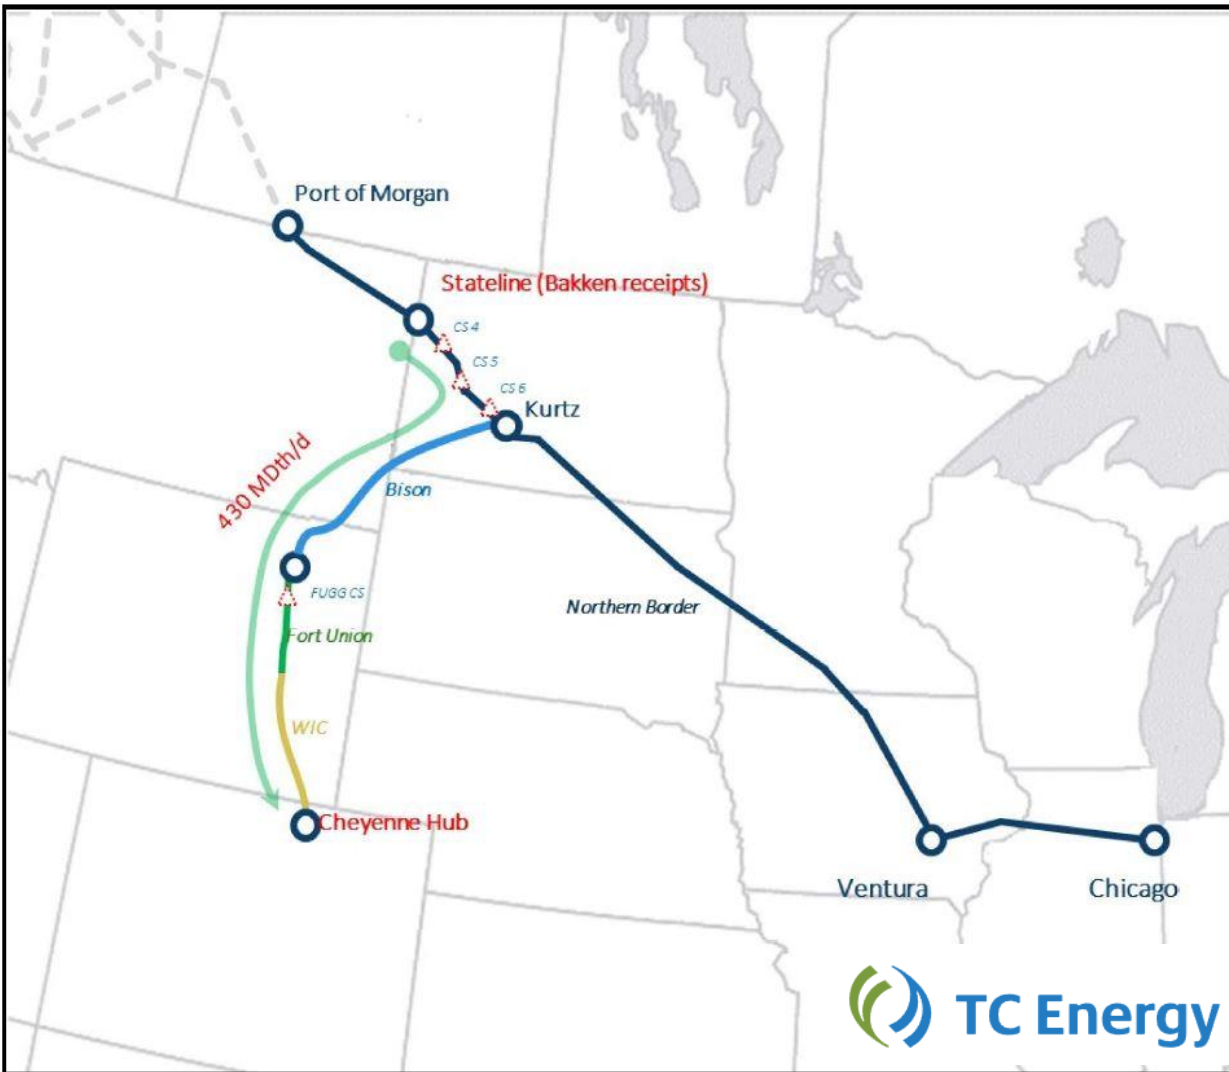 Port of Morgan
Stateline (Bakken receipts)
CS 4
CS 5
CS 6
Kurtz
430 MDth/d
Bison
FUGG CS
Northern Border
Fort Union
WIC
Cheyenne Hub
Ventura
Chicago
TC Energy